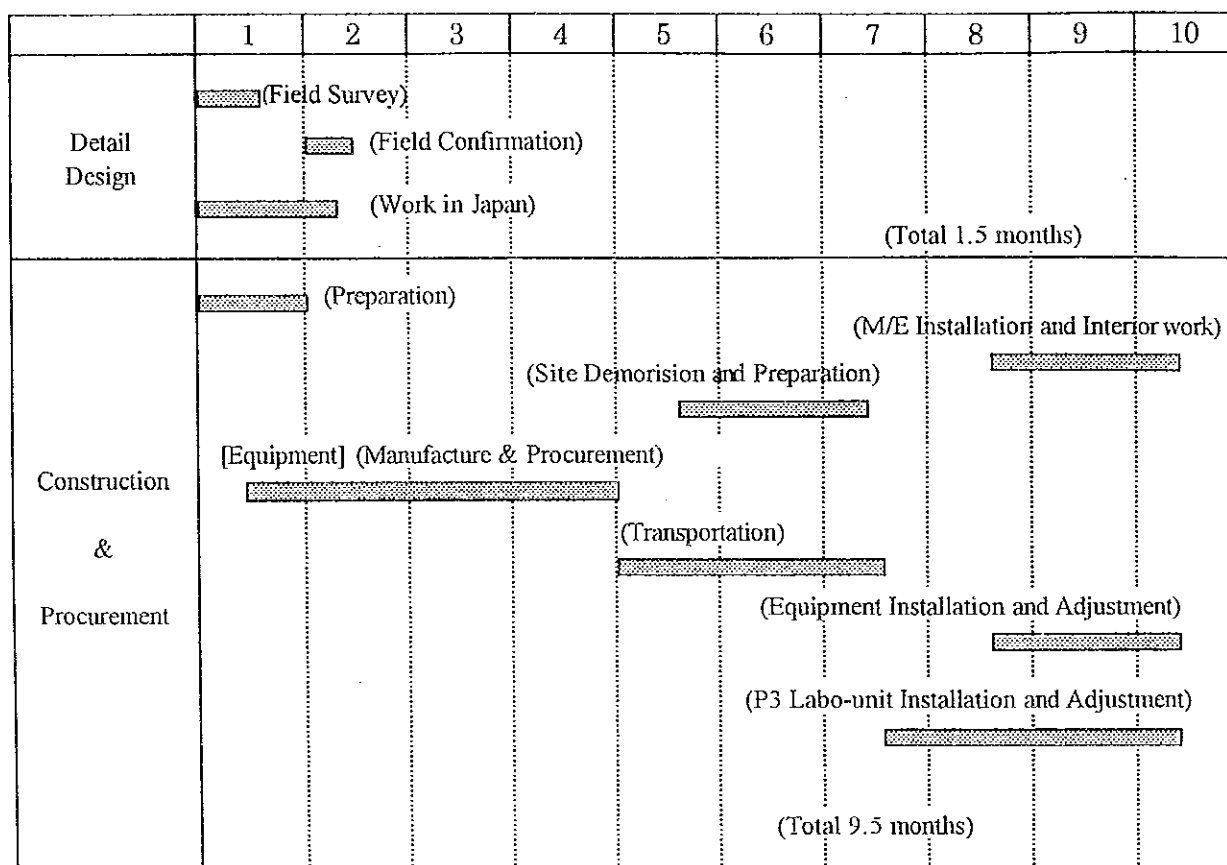 1 2 3 4 5 6 7 8 9 10
Detail
Design
(Field Survey)
(Field Confirmation)
(Work in Japan)
(Total 1.5 months)
Construction
&
Procurement
(Preparation)
(M/E Installation and Interior work)
(Site Demorision and Preparation)
[Equipment] (Manufacture & Procurement)
(Transportation)
(Equipment Installation and Adjustment)
(P3 Labo-unit Installation and Adjustment)
(Total 9.5 months)